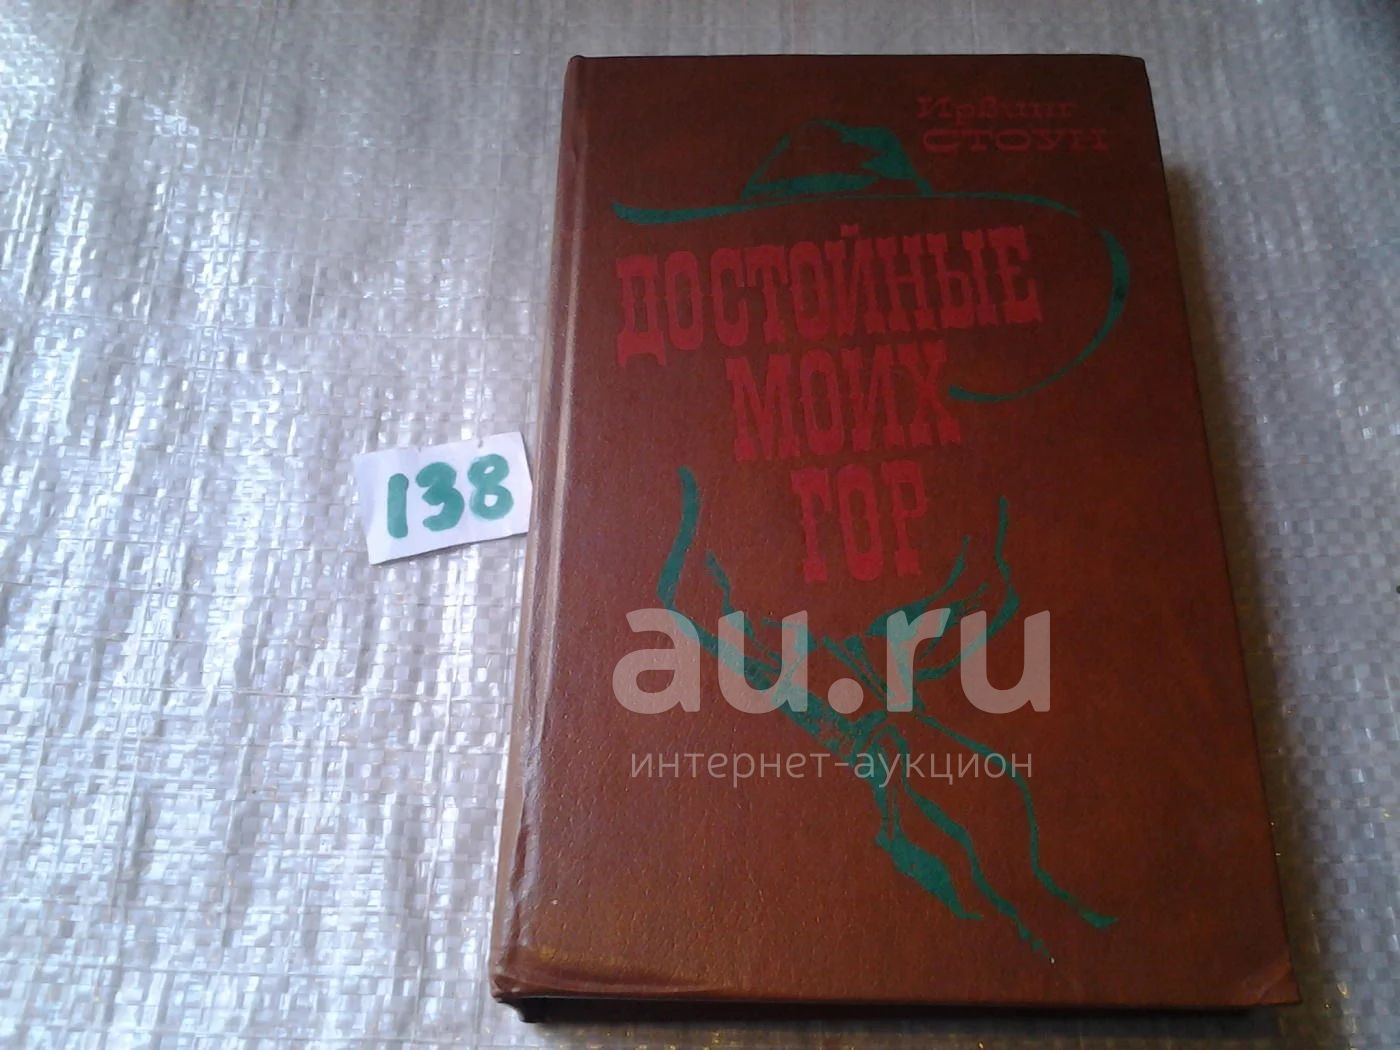 Ирвинг
СТОУН
ДОСТОЙНЫЕ
МОИХ
ГОР
138
au.ru
интернет-аукцион